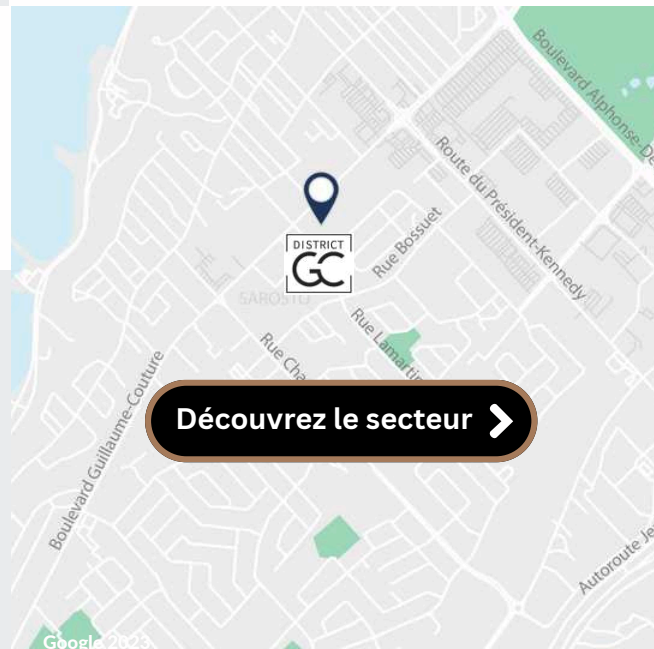 Boulevard Alphonse-De
Route du Président-Kennedy
DISTRICT
GC
Rue Bossuet
SAROSTO
Rue Lamartin
Rue Cha
Découvrez le secteur
Boulevard Guillaume-Couture
Autoroute Je
Google 2023